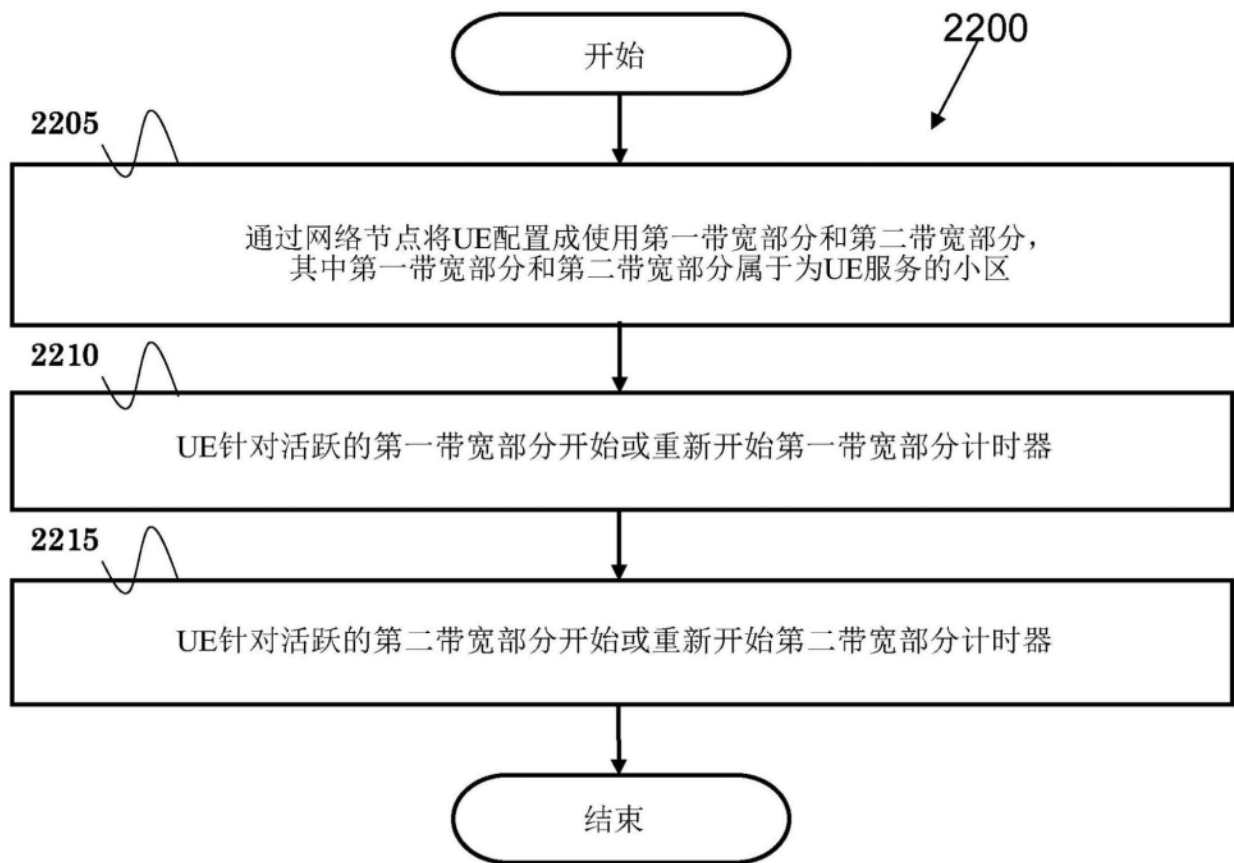 开始
2200
2205
通过网络节点将UE配置成使用第一带宽部分和第二带宽部分,
其中第一带宽部分和第二带宽部分属于为UE服务的小区
2210
UE针对活跃的第一带宽部分开始或重新开始第一带宽部分计时器
2215
UE针对活跃的第二带宽部分开始或重新开始第二带宽部分计时器
结束